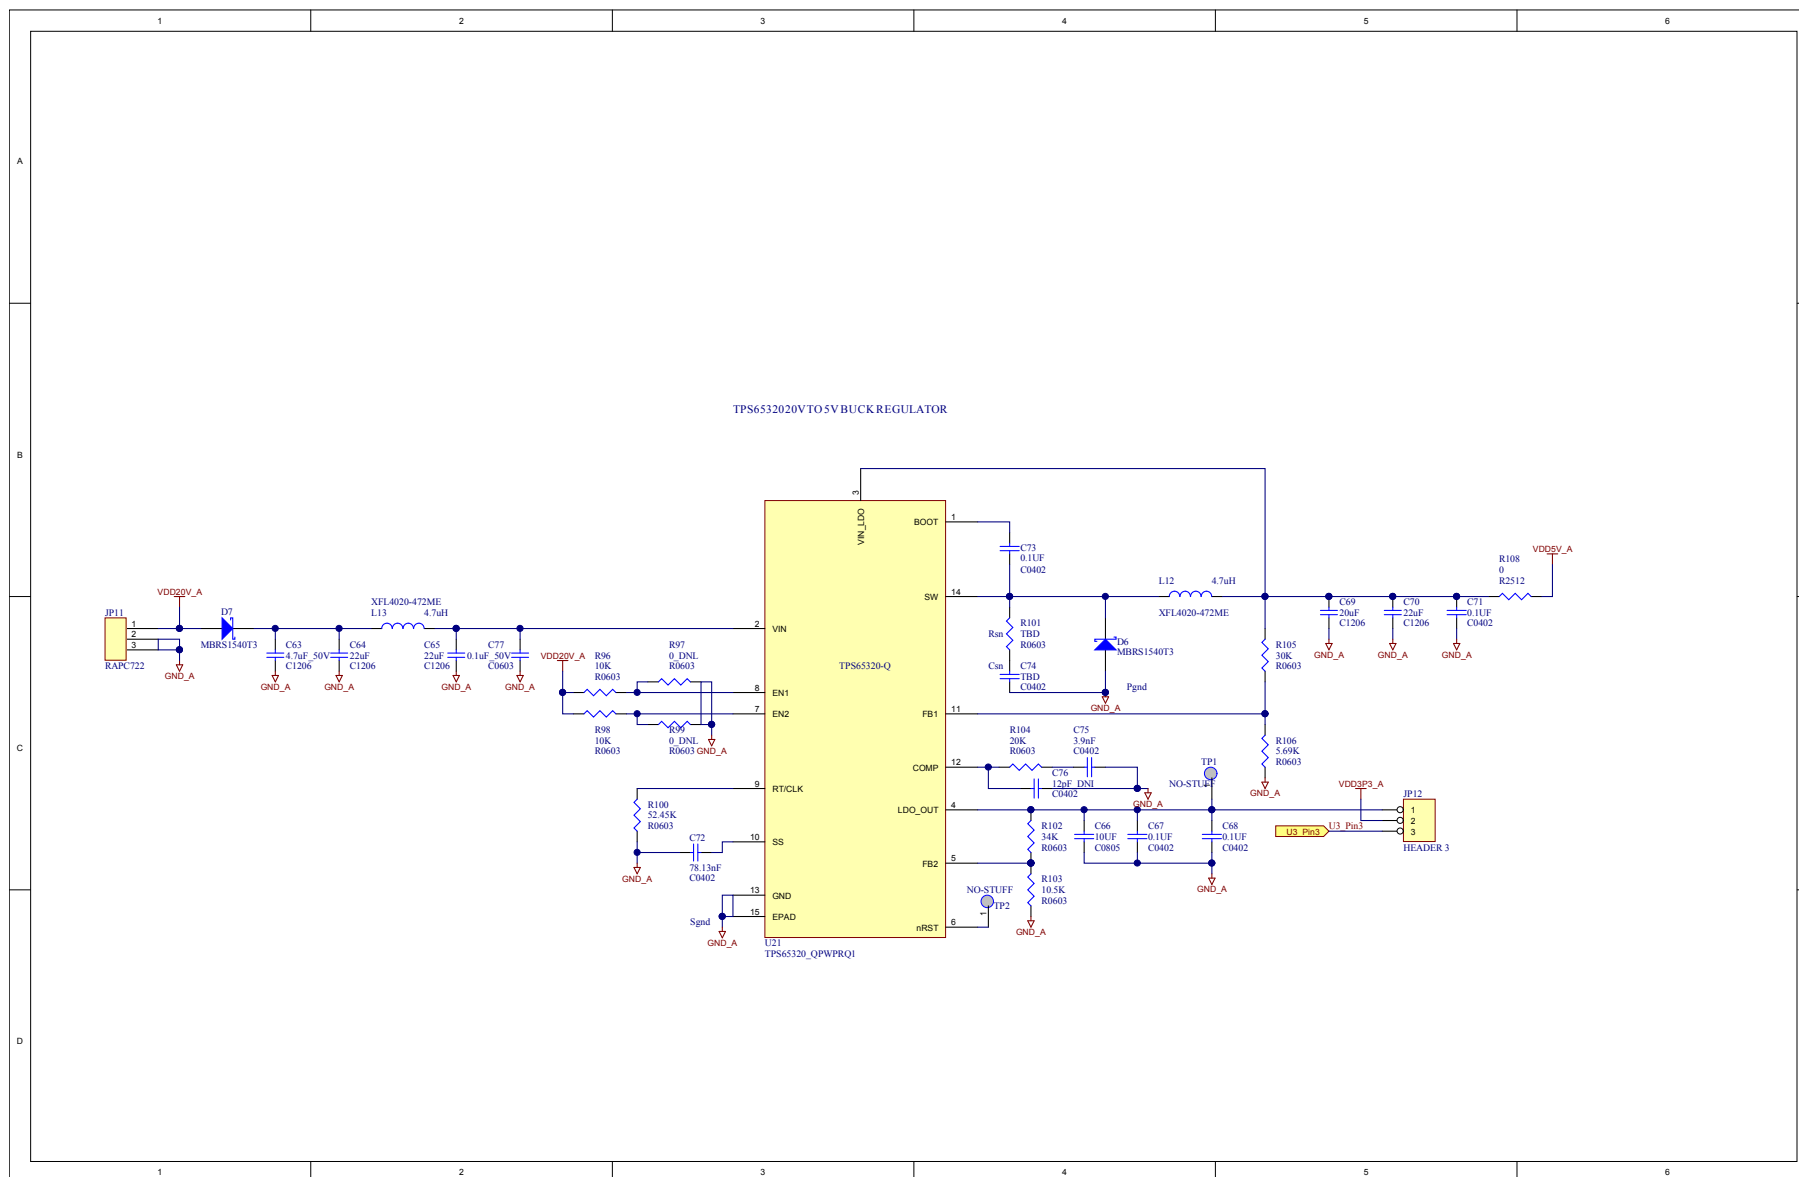 1 2 3 4 5 6
A
B
C
D
TPS6532020VTO5VBUCKREGULATOR
3
VIN_LDO
BOOT
1
C73
0.1UF
C0402
VDD5V_A
R108
0
R2512
L12 4.7uH
XFL4020-472ME
SW
14
VDD20V_A
JP11
1
2
3
RAPC722
GND_A
D7
MBRS1540T3
C63
4.7uF_50V
C1206
GND_A
C64
22uF
C1206
GND_A
XFL4020-472ME
L13 4.7uH
C65
22uF
C1206
GND_A
C77
0.1uF_50V
C0603
GND_A
2
VIN
VDD20V_A
R96
10K
R0603
R97
0_DNL
R0603
8
EN1
7
EN2
R98
10K
R0603
R99
0_DNL
R0603
GND_A
TPS65320-Q
Rsn
R101
TBD
R0603
Csn
C74
TBD
C0402
D6
MBRS1540T3
Pgnd
GND_A
C69
20uF
C1206
GND_A
C70
22uF
C1206
GND_A
C71
0.1UF
C0402
GND_A
R105
30K
R0603
FB1
11
R106
5.69K
R0603
GND_A
R104
20K
R0603
C75
3.9nF
C0402
COMP
12
C76
12pF_DNI
C0402
GND_A
TP1
NO-STUFF
1
9
RT/CLK
R100
52.45K
R0603
GND_A
C72
78.13nF
C0402
10
SS
LDO_OUT
4
R102
34K
R0603
C66
10UF
C0805
C67
0.1UF
C0402
C68
0.1UF
C0402
GND_A
VDD3P3_A
JP12
1
2
3
HEADER 3
U3_Pin3
U3_Pin3
FB2
5
R103
10.5K
R0603
GND_A
NO-STUFF
TP2
1
nRST
6
13
GND
15
EPAD
Sgnd
GND_A
U21
TPS65320_QPWPRQ1
1 2 3 4 5 6